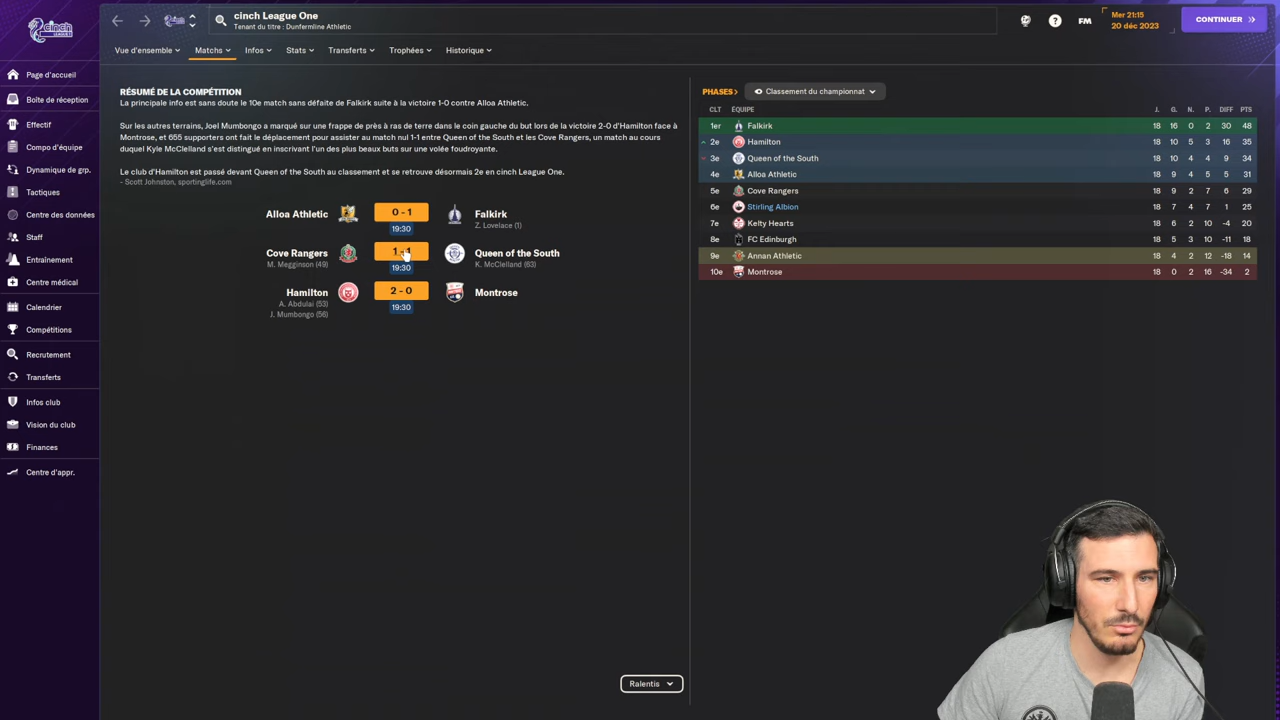 cinch
cinch League One
Tenant du titre : Dunfermline Athletic
FM
Mer 21:15
20 déc 2023
CONTINUER
Vue d'ensemble
Matchs
Infos
Stats
Transferts
Trophées
Historique
Page d'accueil
Boîte de réception
Effectif
Compo d'équipe
Dynamique de grp.
Tactiques
Centre des données
Staff
Entraînement
Centre médical
Calendrier
Compétitions
Recrutement
Transferts
Infos club
Vision du club
Finances
Centre d'appr.
RÉSUMÉ DE LA COMPÉTITION
La principale info est sans doute le 10e match sans défaite de Falkirk suite à la victoire 1-0 contre Alloa Athletic.
Sur les autres terrains, Joel Mumbongo a marqué sur une frappe de près à ras de terre dans le coin gauche du but lors de la victoire 2-0 d'Hamilton face à
Montrose, et 655 supporters ont fait le déplacement pour assister au match nul 1-1 entre Queen of the South et les Cove Rangers, un match au cours
duquel Kyle McClelland s'est distingué en inscrivant l'un des plus beaux buts sur une volée foudroyante.
Le club d'Hamilton est passé devant Queen of the South au classement et se retrouve désormais 2e en cinch League One.
- Scott Johnston, sportinglife.com
Alloa Athletic 0 - 1 Falkirk
19:30 Z. Lovelace (1)
Cove Rangers 1 - 1 Queen of the South
M. Megginson (49) 19:30 K. McClelland (63)
Hamilton 2 - 0 Montrose
A. Abdulai (53) 19:30
J. Mumbongo (56)
Ralentis
PHASES> Classement du championnat
CLT ÉQUIPE J. G. N. P. DIFF PTS
1er Falkirk 18 16 0 2 30 48
2e Hamilton 18 10 5 3 16 35
3e Queen of the South 18 10 4 4 9 34
4e Alloa Athletic 18 9 4 5 5 31
5e Cove Rangers 18 9 2 7 6 29
6e Stirling Albion 18 7 4 7 1 25
7e Kelty Hearts 18 6 2 10 -4 20
8e FC Edinburgh 18 5 3 10 -11 18
9e Annan Athletic 18 4 2 12 -18 14
10e Montrose 18 0 2 16 -34 2